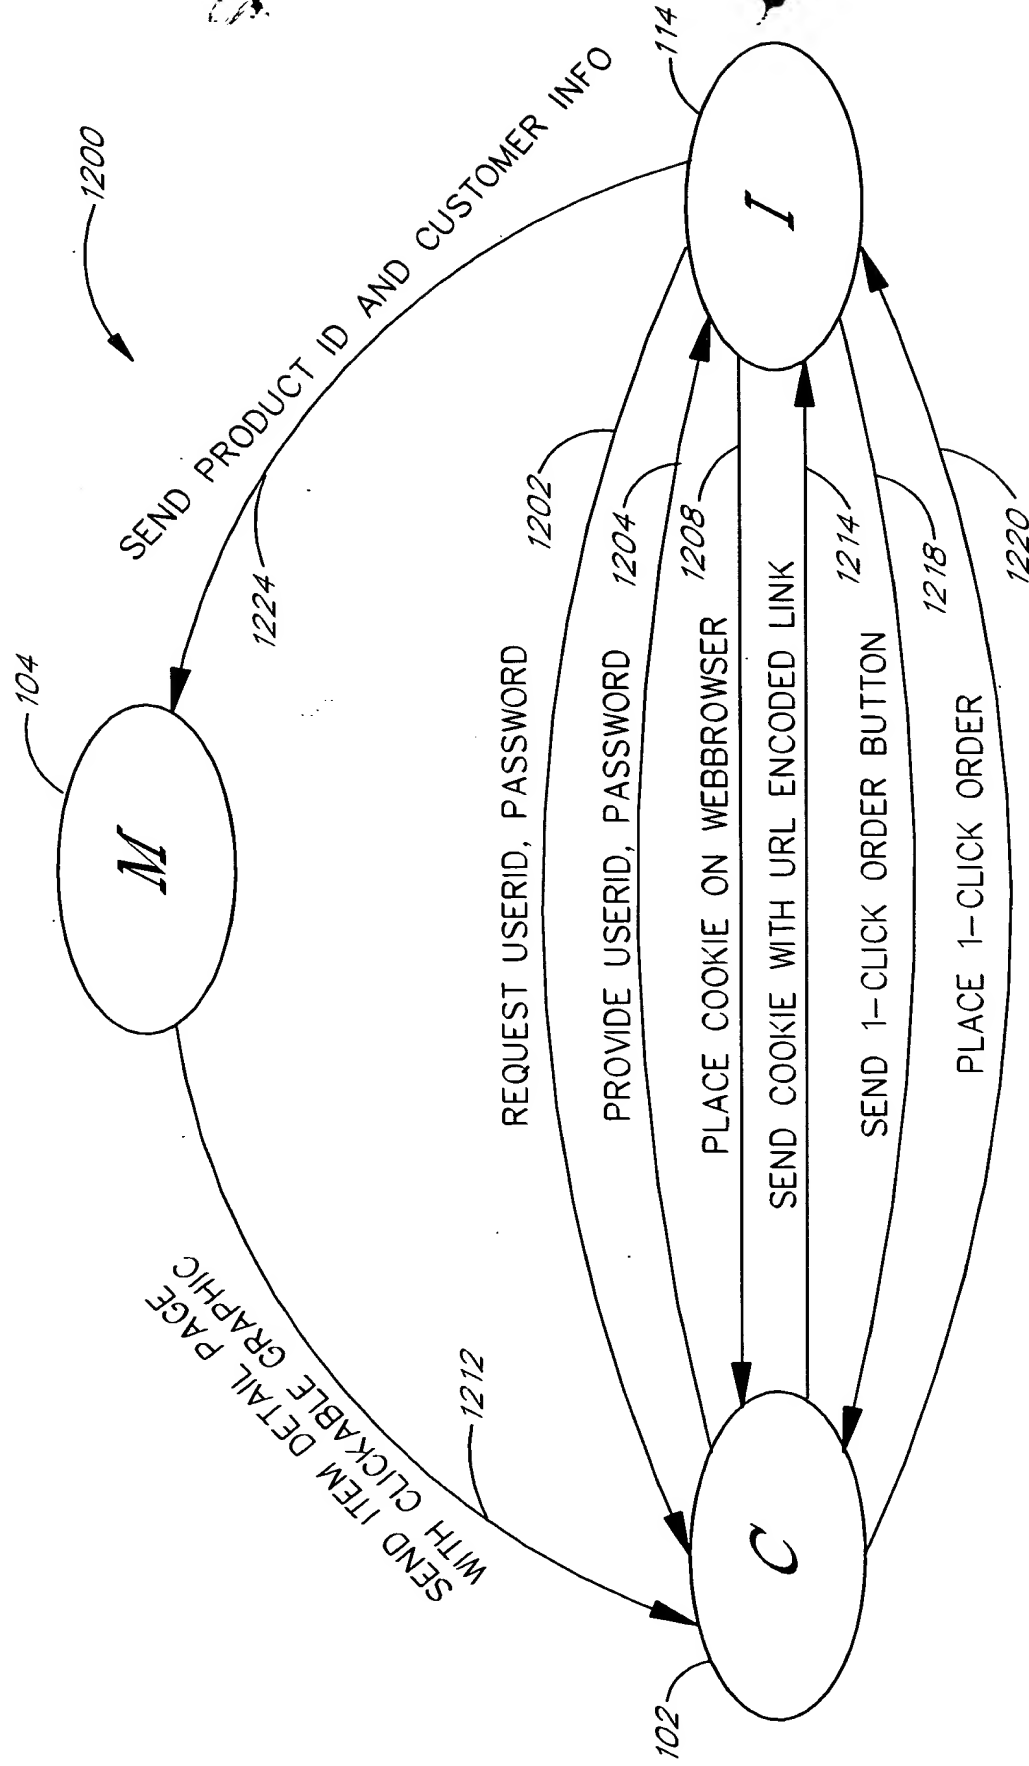 1200
104
M
SEND PRODUCT ID AND CUSTOMER INFO
1224
114
I
SEND ITEM DETAIL PAGE
WITH CLICKABLE GRAPHIC
1212
102
C
REQUEST USERID, PASSWORD
1202
PROVIDE USERID, PASSWORD
1204
PLACE COOKIE ON WEBBROWSER
1208
SEND COOKIE WITH URL ENCODED LINK
1214
SEND 1-CLICK ORDER BUTTON
1218
PLACE 1-CLICK ORDER
1220